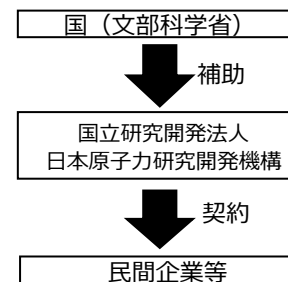 国（文部科学省）
補助
国立研究開発法人
日本原子力研究開発機構
契約
民間企業等